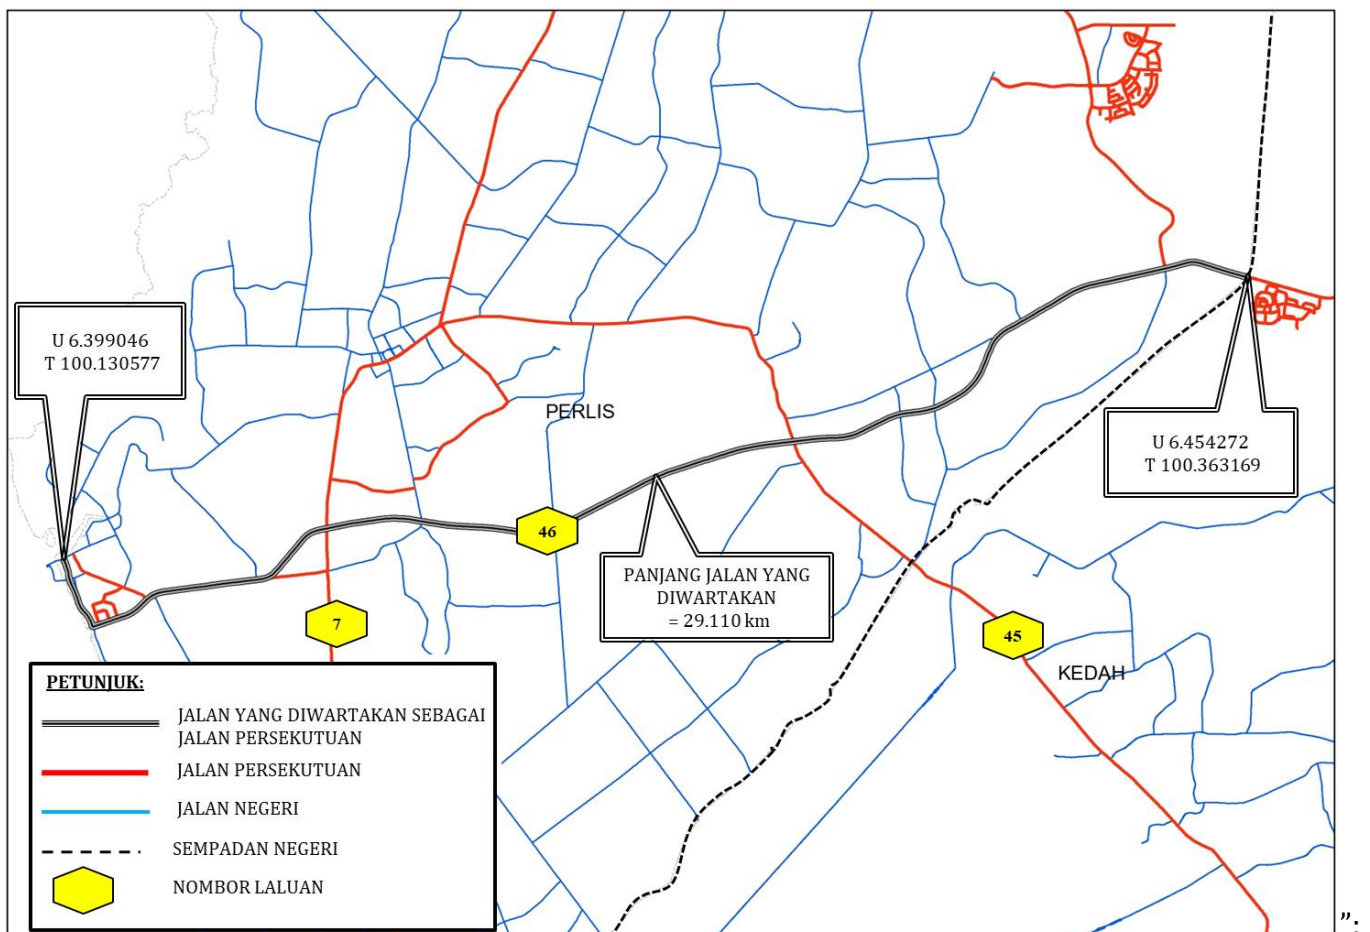 U 6.399046
T 100.130577
PERLIS
U 6.454272
T 100.363169
46
PANJANG JALAN YANG
DIWARTAKAN
= 29.110 km
7
45
KEDAH
PETUNJUK:
JALAN YANG DIWARTAKAN SEBAGAI
JALAN PERSEKUTUAN
JALAN PERSEKUTUAN
JALAN NEGERI
SEMPADAN NEGERI
NOMBOR LALUAN
”;